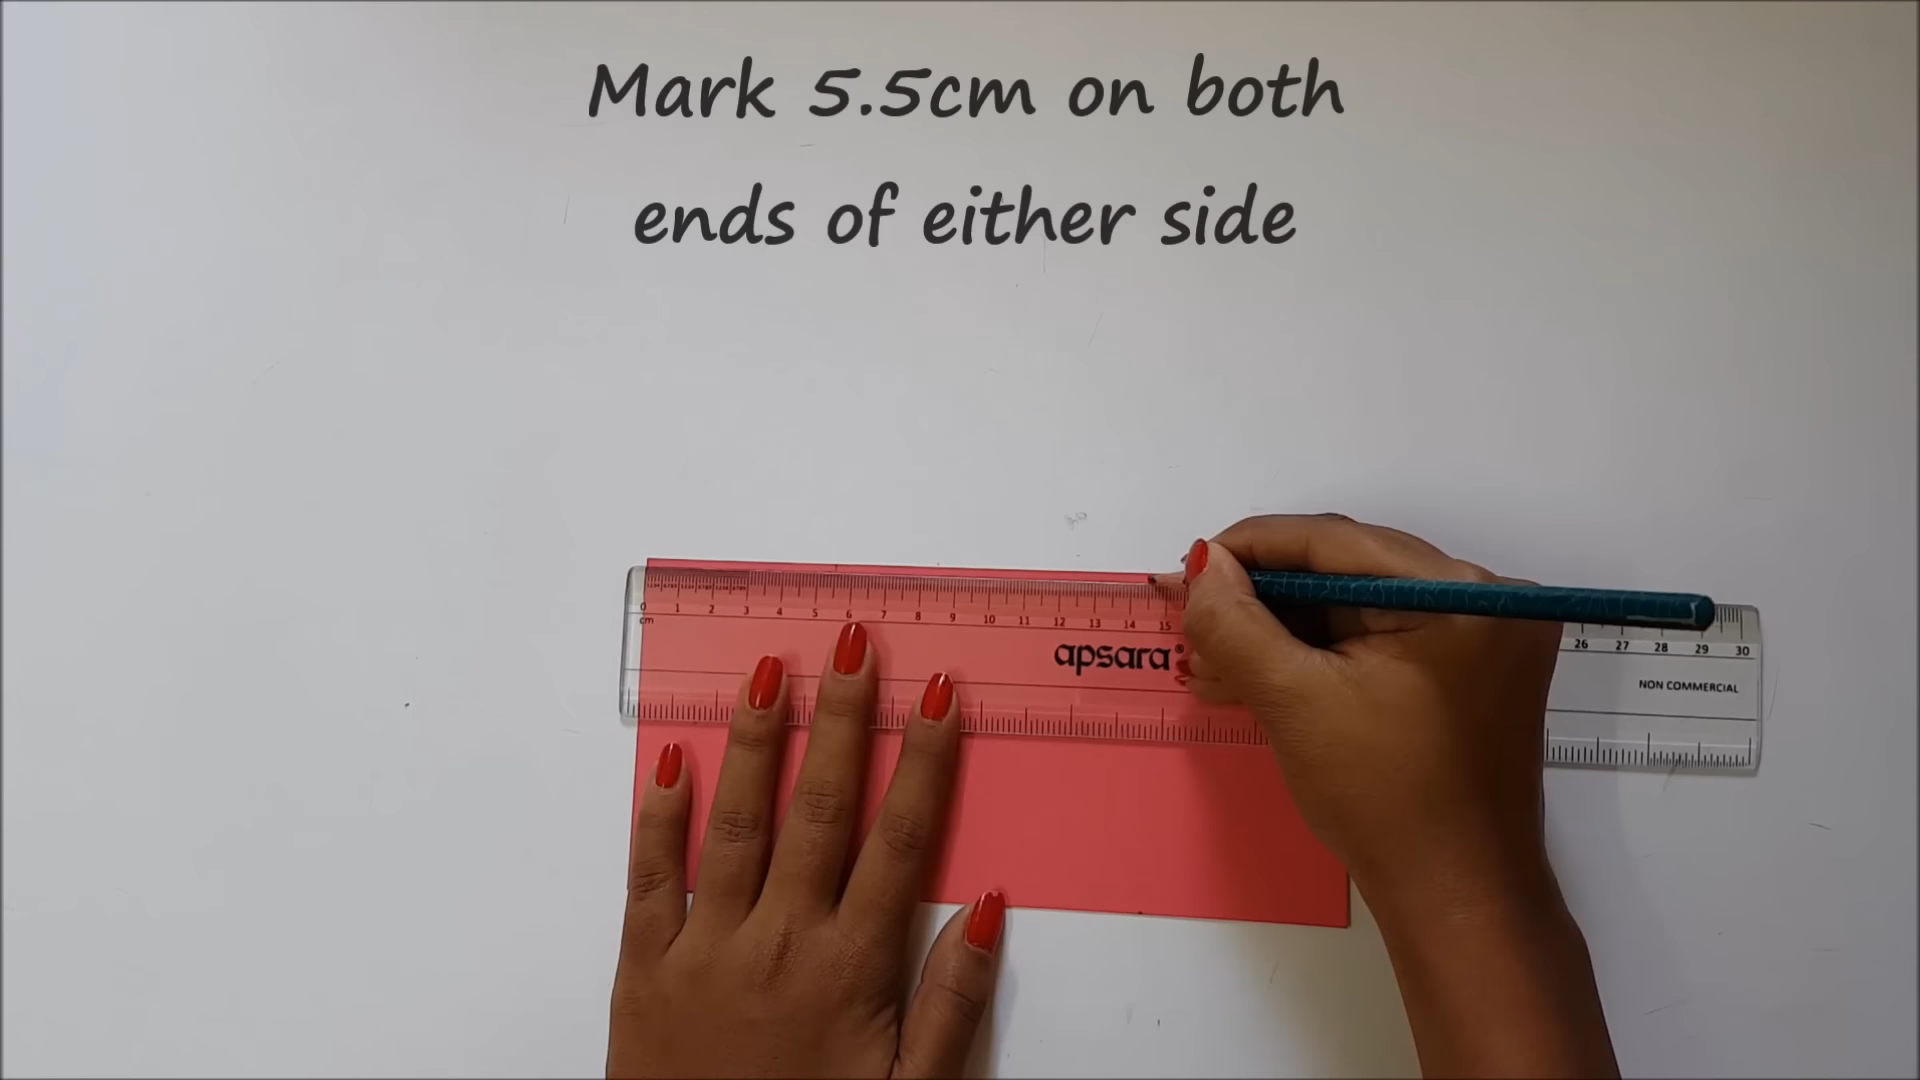 Mark 5.5cm on both
ends of either side
0 1 2 3 4 5 6 7 8 9 10 11 12 13 14 15
cm
26 27 28 29 30
apsara®
NON COMMERCIAL